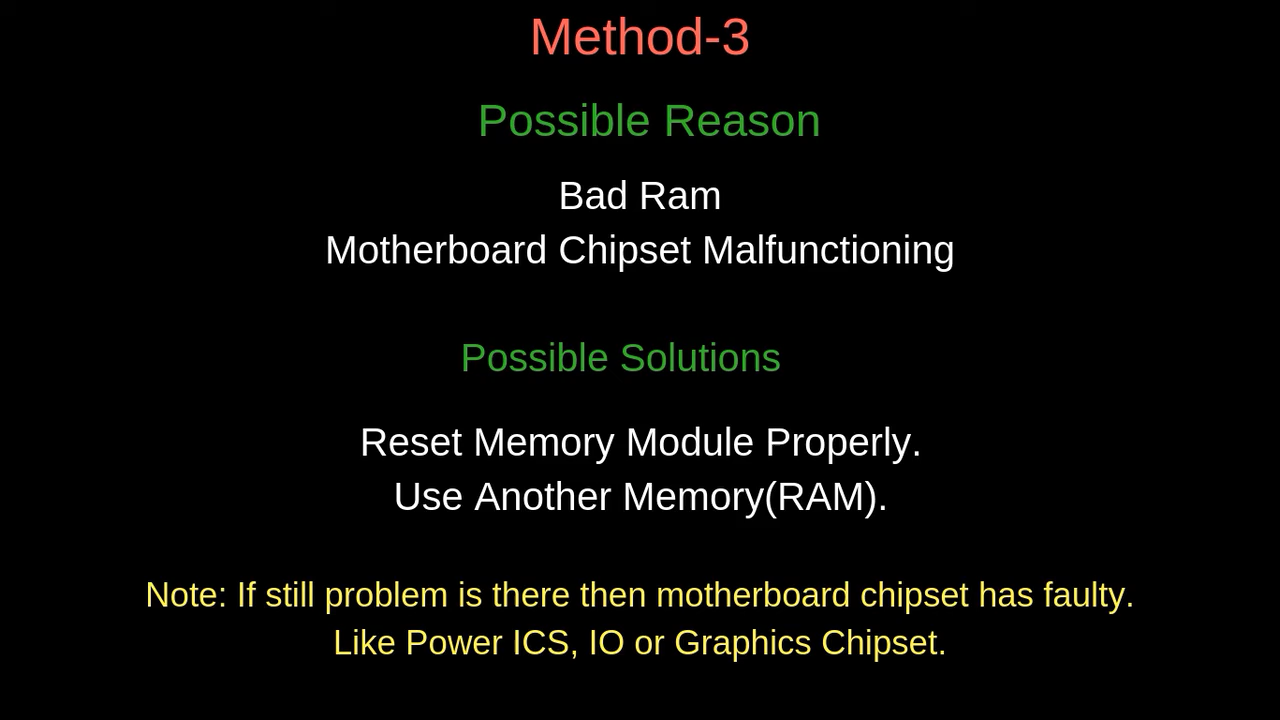 Method-3
Possible Reason
Bad Ram
Motherboard Chipset Malfunctioning
Possible Solutions
Reset Memory Module Properly.
Use Another Memory(RAM).
Note: If still problem is there then motherboard chipset has faulty.
Like Power ICS, IO or Graphics Chipset.